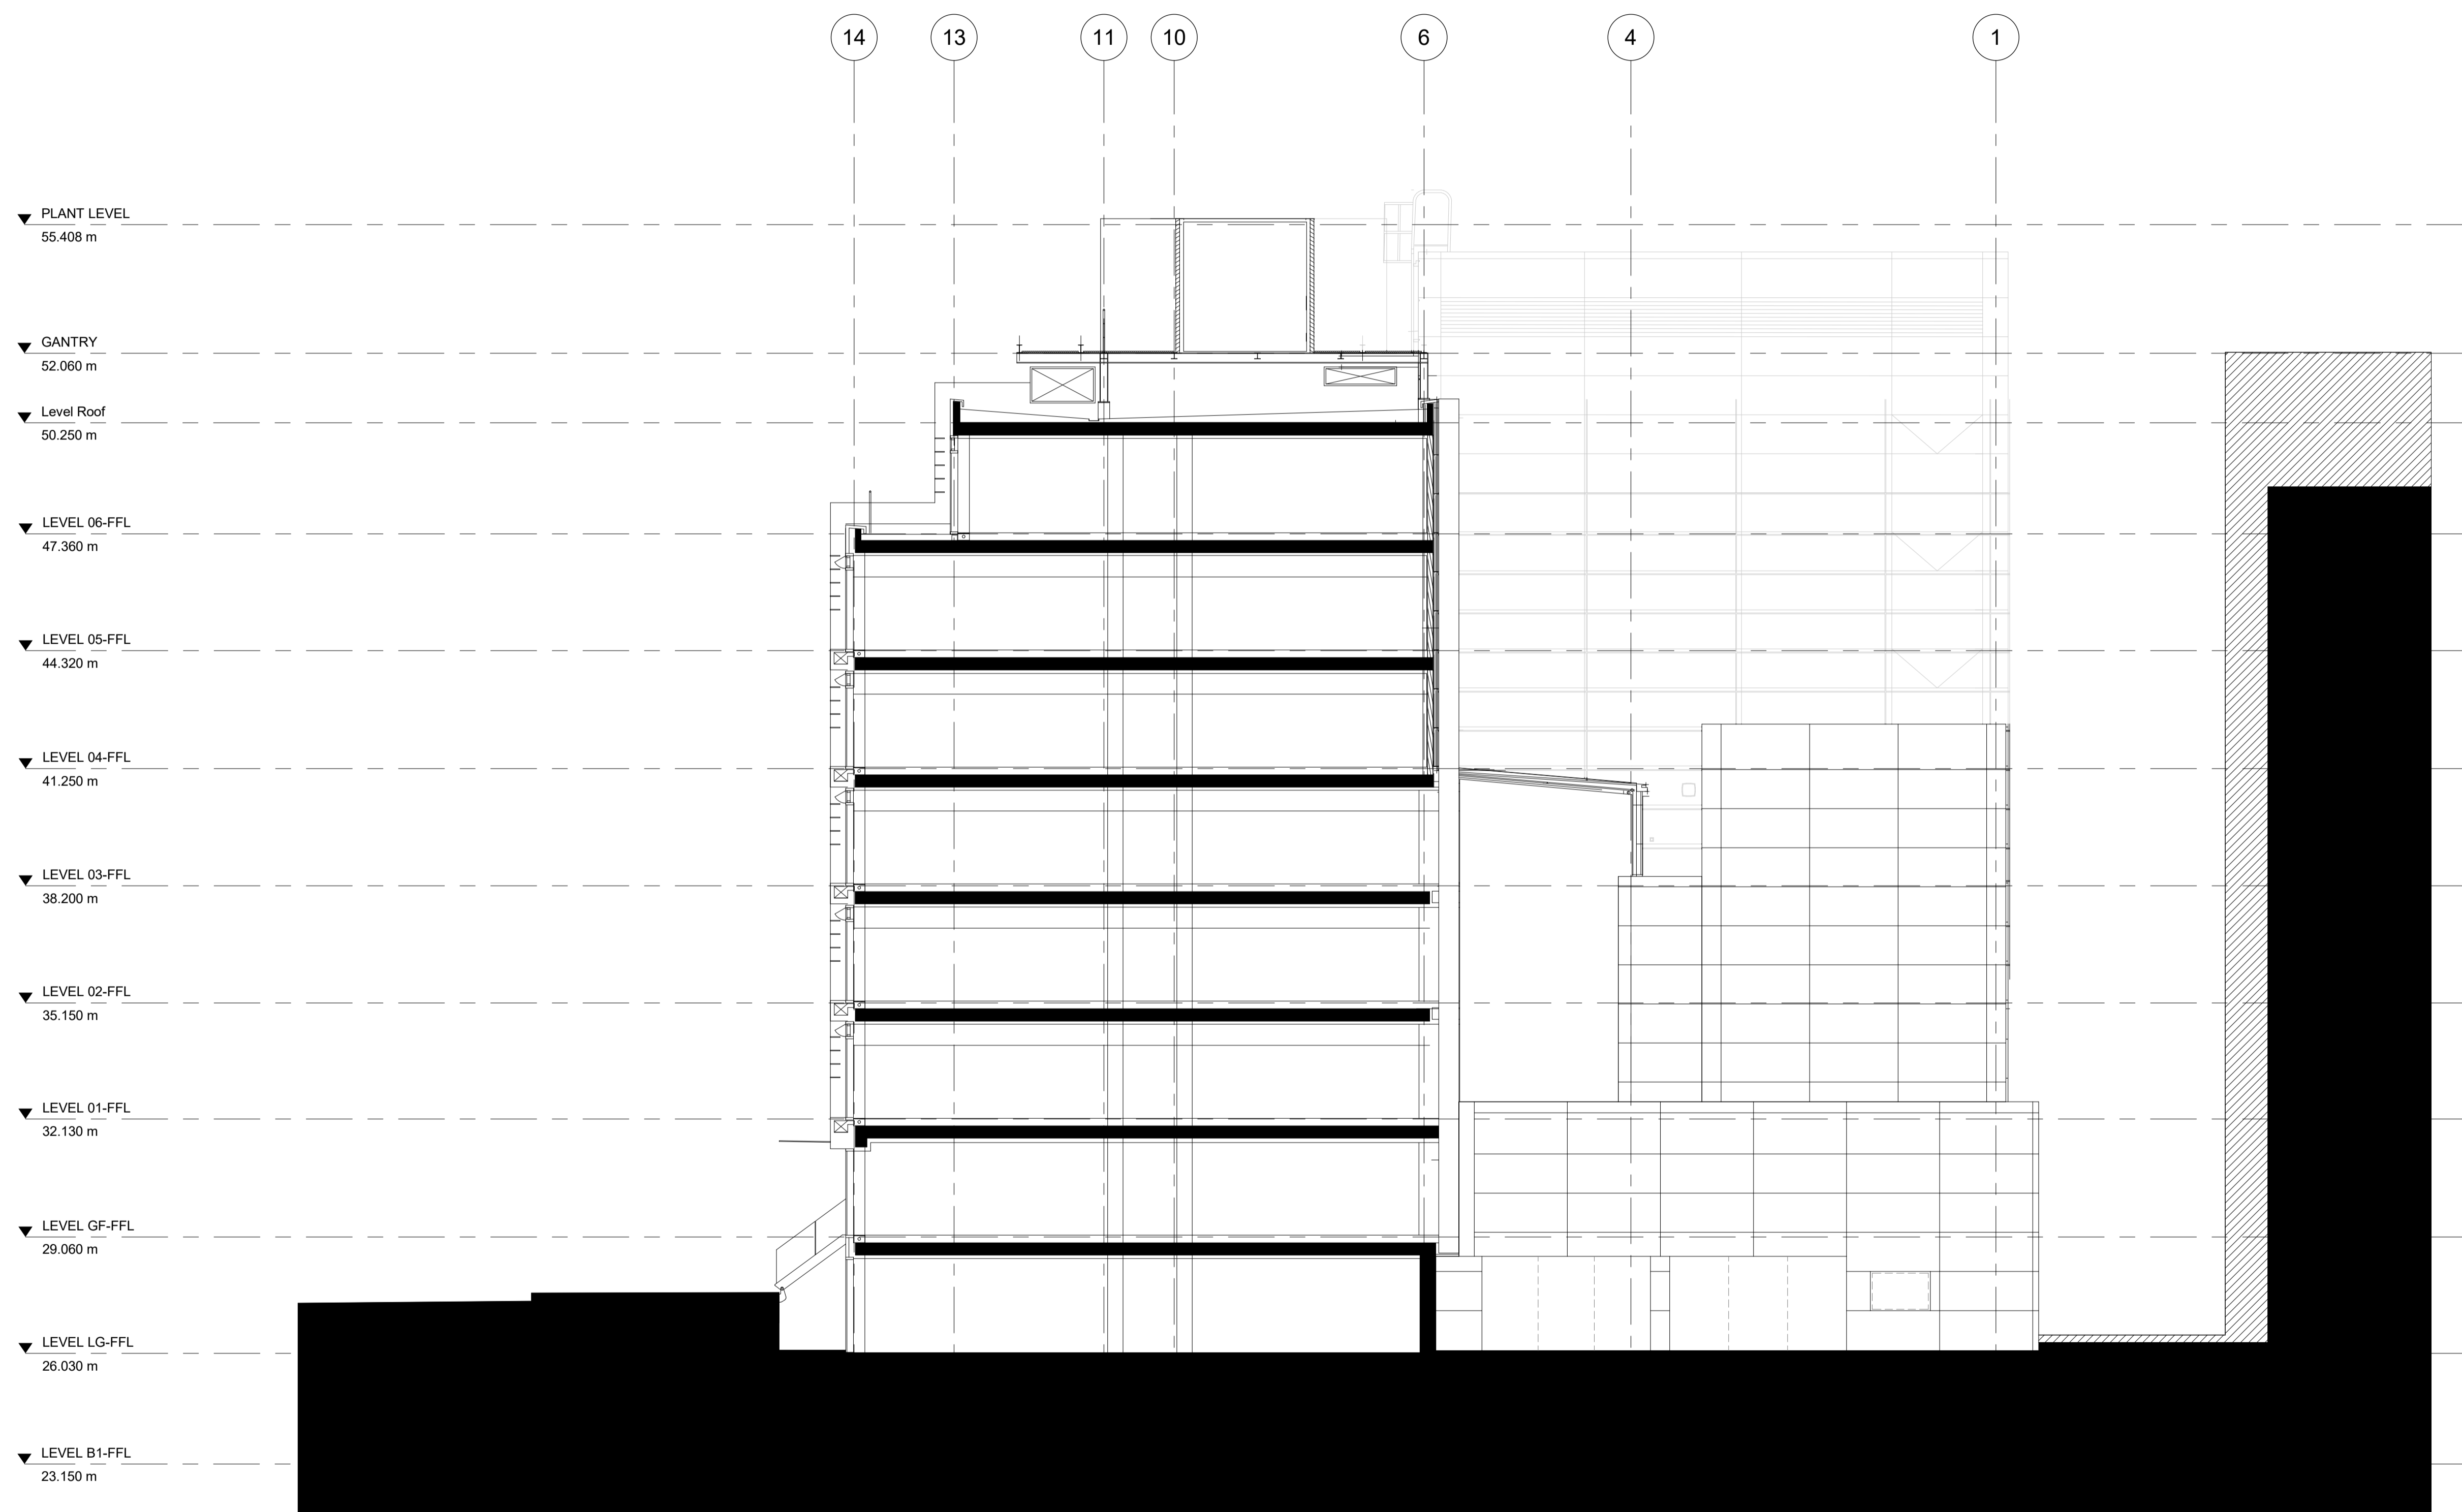 14 13 11 10 6 4 1
PLANT LEVEL
55.408 m
GANTRY
52.060 m
Level Roof
50.250 m
LEVEL 06-FFL
47.360 m
LEVEL 05-FFL
44.320 m
LEVEL 04-FFL
41.250 m
LEVEL 03-FFL
38.200 m
LEVEL 02-FFL
35.150 m
LEVEL 01-FFL
32.130 m
LEVEL GF-FFL
29.060 m
LEVEL LG-FFL
26.030 m
LEVEL B1-FFL
23.150 m